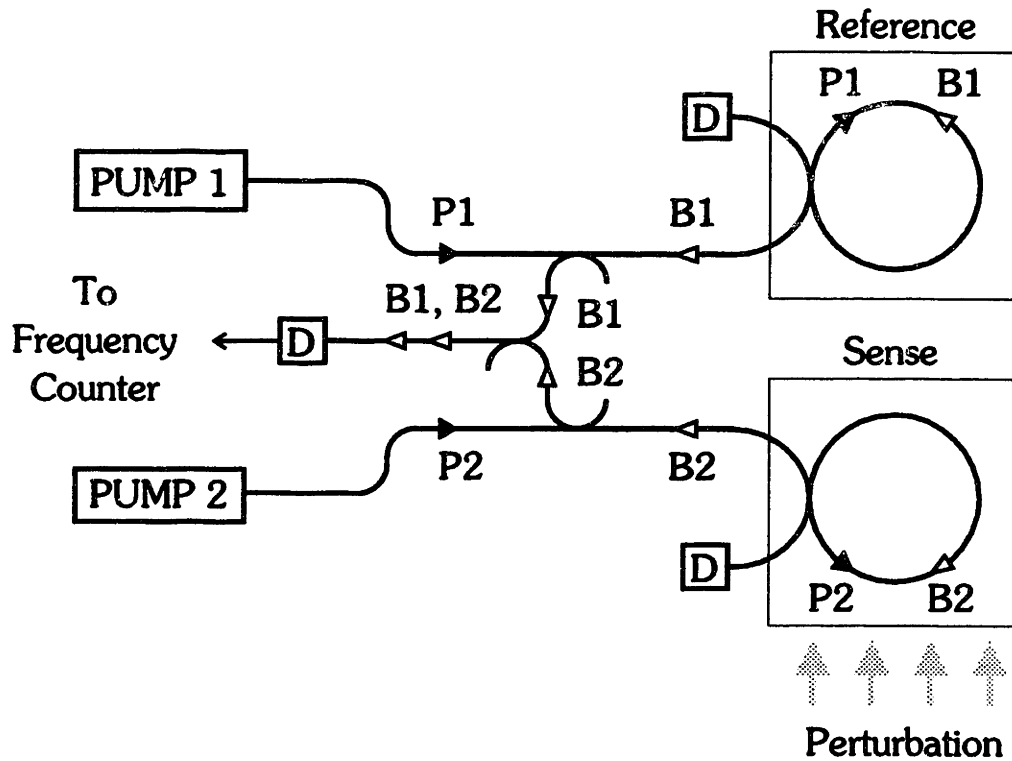 Reference
P1 B1
D
PUMP 1
P1
B1
To
Frequency
Counter
B1, B2
B1
D
B2
Sense
PUMP 2
P2
B2
D
P2 B2
Perturbation